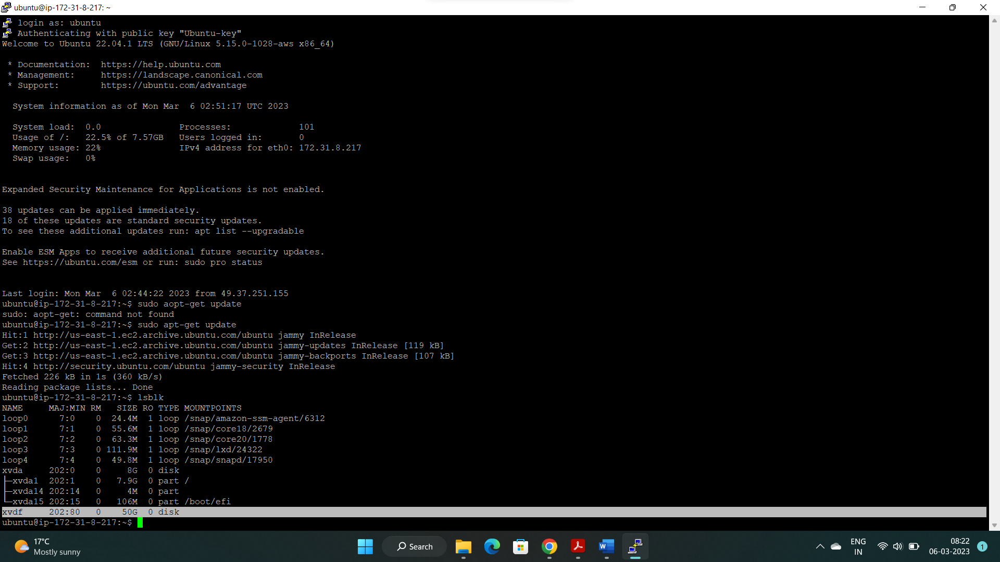 ubuntu@ip-172-31-8-217: ~
login as: ubuntu
Authenticating with public key "Ubuntu-key"
Welcome to Ubuntu 22.04.1 LTS (GNU/Linux 5.15.0-1028-aws x86_64)
* Documentation:  https://help.ubuntu.com
* Management:     https://landscape.canonical.com
* Support:        https://ubuntu.com/advantage
System information as of Mon Mar  6 02:51:17 UTC 2023
System load:  0.0               Processes:             101
Usage of /:   22.5% of 7.57GB   Users logged in:       0
Memory usage: 22%               IPv4 address for eth0: 172.31.8.217
Swap usage:   0%
Expanded Security Maintenance for Applications is not enabled.
38 updates can be applied immediately.
18 of these updates are standard security updates.
To see these additional updates run: apt list --upgradable
Enable ESM Apps to receive additional future security updates.
See https://ubuntu.com/esm or run: sudo pro status
Last login: Mon Mar  6 02:44:22 2023 from 49.37.251.155
ubuntu@ip-172-31-8-217:~$ sudo aopt-get update
sudo: aopt-get: command not found
ubuntu@ip-172-31-8-217:~$ sudo apt-get update
Hit:1 http://us-east-1.ec2.archive.ubuntu.com/ubuntu jammy InRelease
Get:2 http://us-east-1.ec2.archive.ubuntu.com/ubuntu jammy-updates InRelease [119 kB]
Get:3 http://us-east-1.ec2.archive.ubuntu.com/ubuntu jammy-backports InRelease [107 kB]
Hit:4 http://security.ubuntu.com/ubuntu jammy-security InRelease
Fetched 226 kB in 1s (360 kB/s)
Reading package lists... Done
ubuntu@ip-172-31-8-217:~$ lsblk
NAME     MAJ:MIN RM   SIZE RO TYPE MOUNTPOINTS
loop0      7:0    0  24.4M  1 loop /snap/amazon-ssm-agent/6312
loop1      7:1    0  55.6M  1 loop /snap/core18/2679
loop2      7:2    0  63.3M  1 loop /snap/core20/1778
loop3      7:3    0 111.9M  1 loop /snap/lxd/24322
loop4      7:4    0  49.8M  1 loop /snap/snapd/17950
xvda     202:0    0     8G  0 disk
├─xvda1  202:1    0   7.9G  0 part /
├─xvda14 202:14   0     4M  0 part
└─xvda15 202:15   0   106M  0 part /boot/efi
xvdf     202:80   0    50G  0 disk
ubuntu@ip-172-31-8-217:~$
17°C
Mostly sunny
Search
ENG
IN
08:22
06-03-2023
1